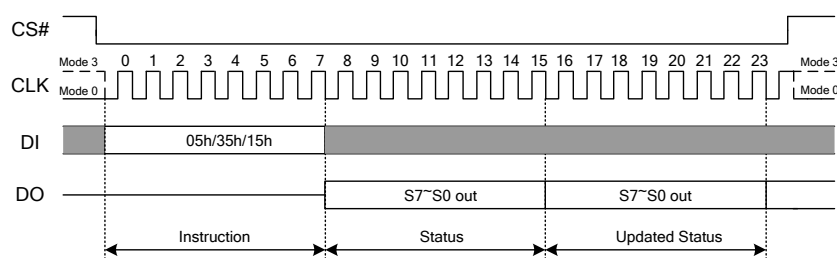 CS#
Mode 3 0 1 2 3 4 5 6 7 8 9 10 11 12 13 14 15 16 17 18 19 20 21 22 23 Mode 3
CLK
Mode 0 Mode 0
DI 05h/35h/15h
DO S7~S0 out S7~S0 out
Instruction Status Updated Status